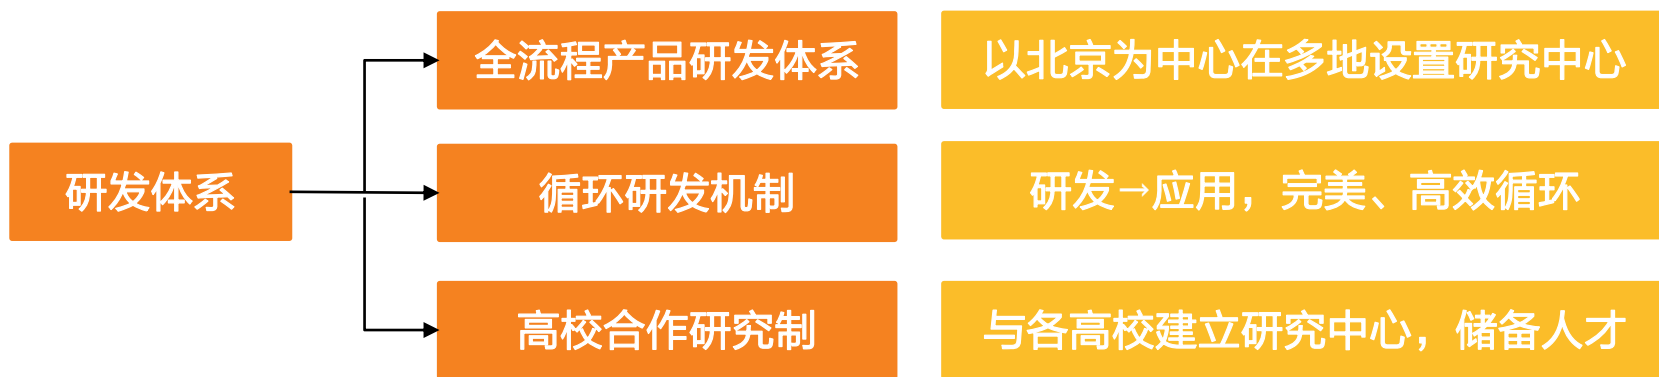 全流程产品研发体系
以北京为中心在多地设置研究中心
研发体系
循环研发机制
研发→应用，完美、高效循环
高校合作研究制
与各高校建立研究中心，储备人才